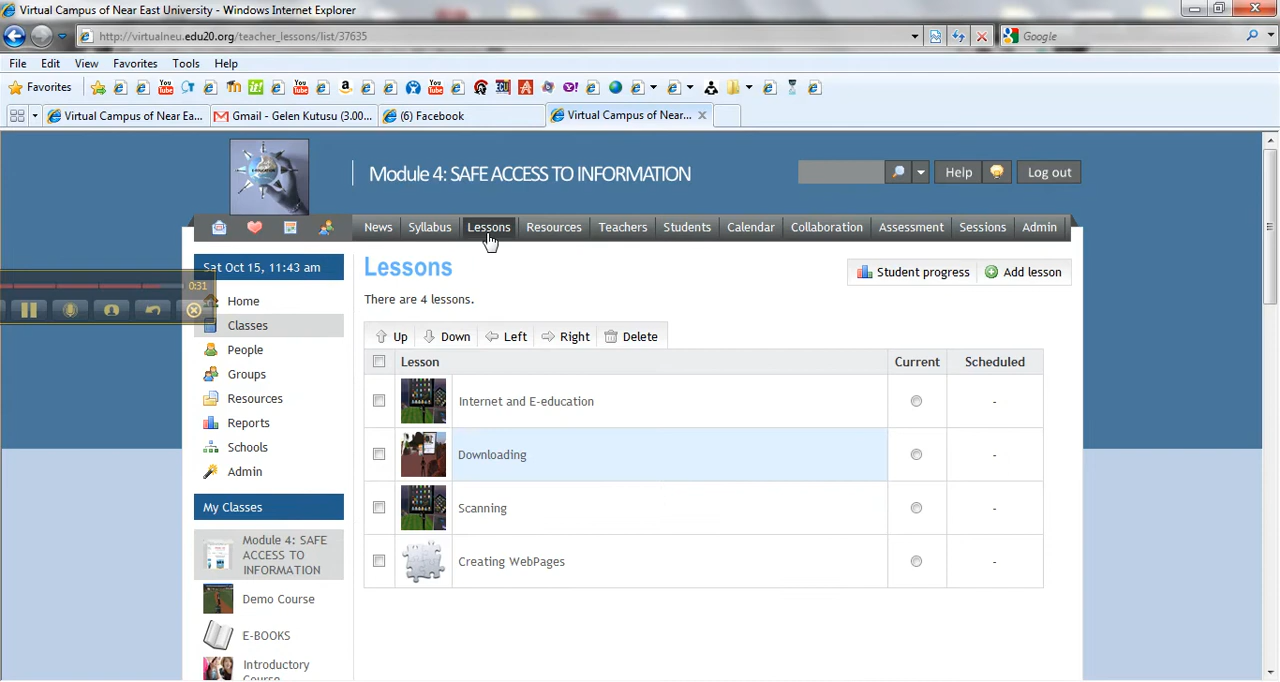 Virtual Campus of Near East University - Windows Internet Explorer
http://virtualneu.edu20.org/teacher_lessons/list/37635
Google
File Edit View Favorites Tools Help
Favorites
Virtual Campus of Near Ea...
Gmail - Gelen Kutusu (3.00...
(6) Facebook
Virtual Campus of Near...
Module 4: SAFE ACCESS TO INFORMATION
Help
Log out
News Syllabus Lessons Resources Teachers Students Calendar Collaboration Assessment Sessions Admin
Sat Oct 15, 11:43 am
0:31
Home
Classes
People
Groups
Resources
Reports
Schools
Admin
My Classes
Module 4: SAFE
ACCESS TO
INFORMATION
Demo Course
E-BOOKS
Introductory
Course
Lessons
Student progress
Add lesson
There are 4 lessons.
Up Down Left Right Delete
Lesson Current Scheduled
Internet and E-education -
Downloading -
Scanning -
Creating WebPages -